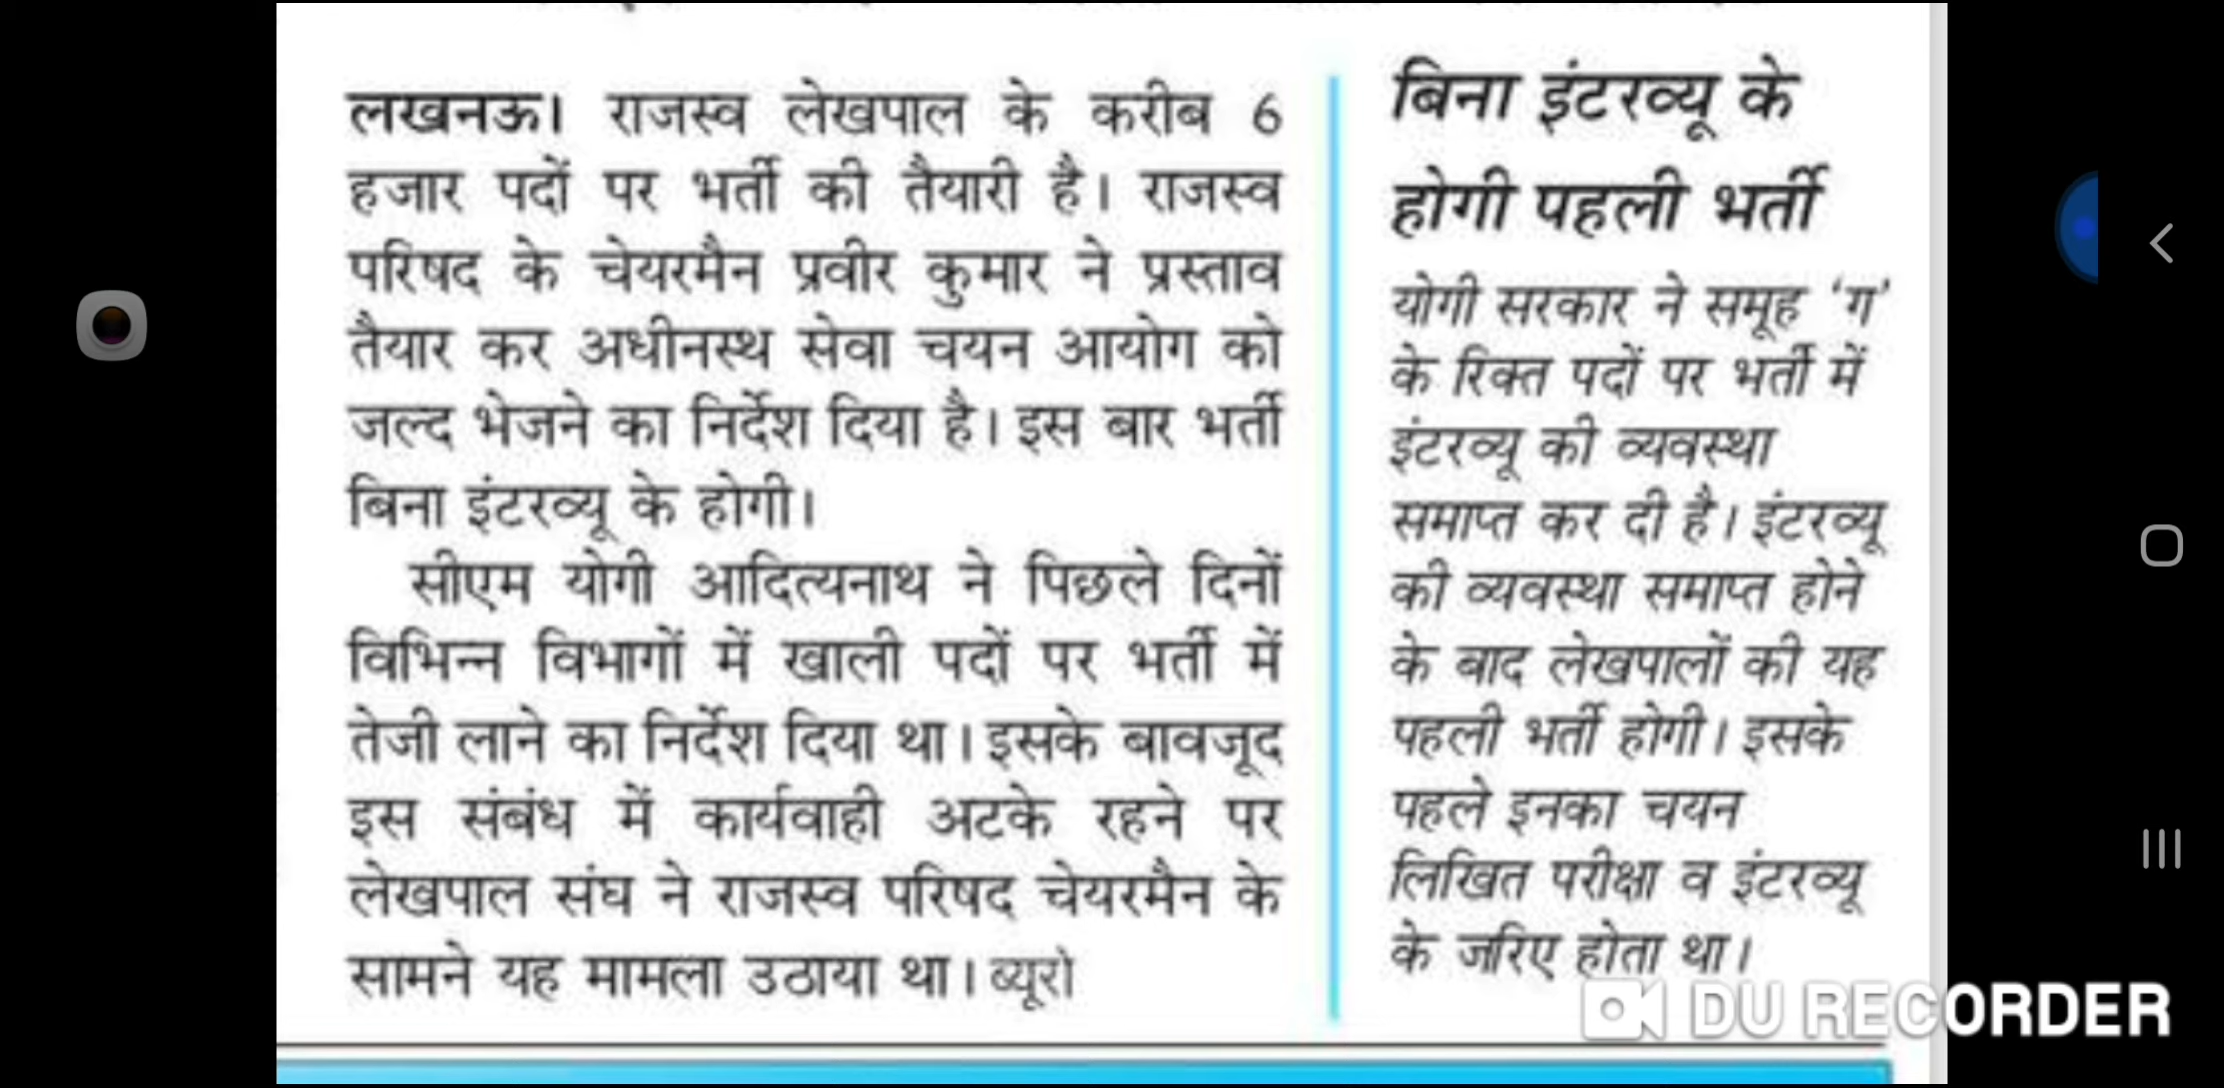 लखनऊ। राजस्व लेखपाल के करीब 6
हजार पदों पर भर्ती की तैयारी है। राजस्व
परिषद के चेयरमैन प्रवीर कुमार ने प्रस्ताव
तैयार कर अधीनस्थ सेवा चयन आयोग को
जल्द भेजने का निर्देश दिया है। इस बार भर्ती
बिना इंटरव्यू के होगी।
सीएम योगी आदित्यनाथ ने पिछले दिनों
विभिन्न विभागों में खाली पदों पर भर्ती में
तेजी लाने का निर्देश दिया था। इसके बावजूद
इस संबंध में कार्यवाही अटके रहने पर
लेखपाल संघ ने राजस्व परिषद चेयरमैन के
सामने यह मामला उठाया था। ब्यूरो
बिना इंटरव्यू के
होगी पहली भर्ती
योगी सरकार ने समूह ‘ग’
के रिक्त पदों पर भर्ती में
इंटरव्यू की व्यवस्था
समाप्त कर दी है। इंटरव्यू
की व्यवस्था समाप्त होने
के बाद लेखपालों की यह
पहली भर्ती होगी। इसके
पहले इनका चयन
लिखित परीक्षा व इंटरव्यू
के जरिए होता था।
DU RECORDER